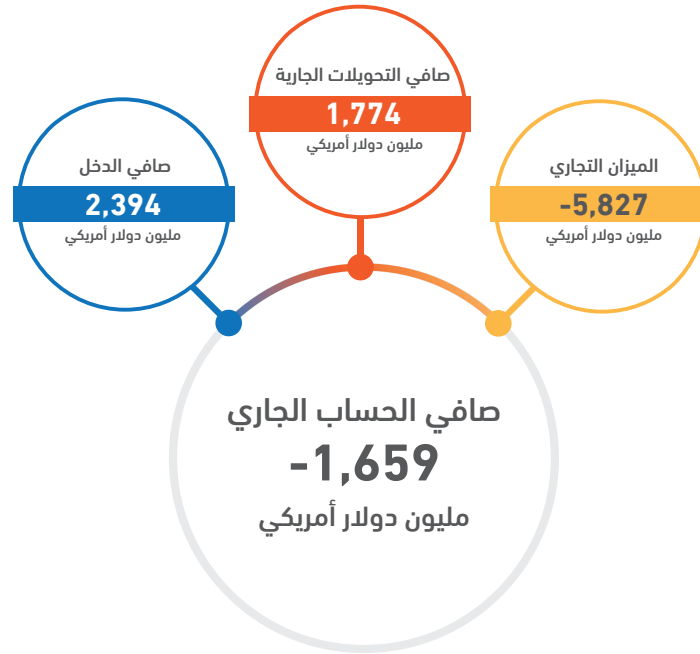 صافي التحويلات الجارية
1,774
مليون دولار أمريكي
الميزان التجاري
-5,827
مليون دولار أمريكي
صافي الدخل
2,394
مليون دولار أمريكي
صافي الحساب الجاري
-1,659
مليون دولار أمريكي